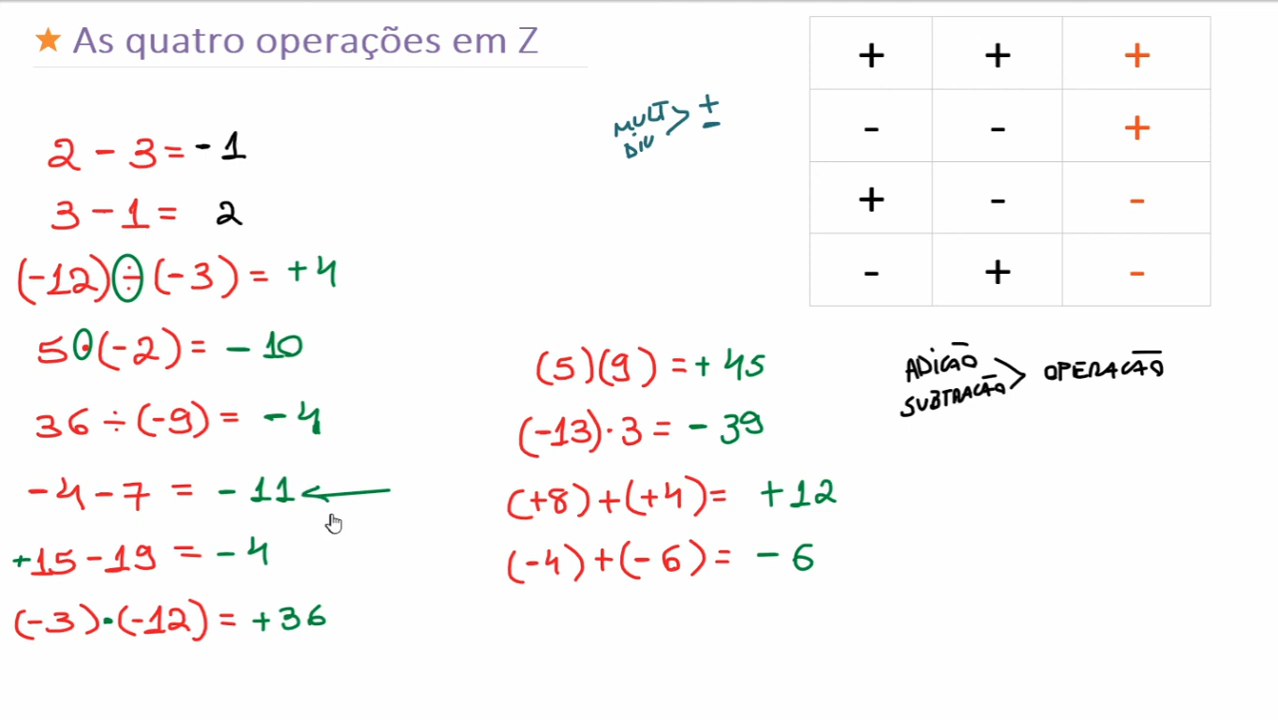 ★ As quatro operações em Z
2 - 3 = - 1
3 - 1 = 2
(-12) ÷ (-3) = +4
5 • (-2) = - 10
36 ÷ (-9) = - 4
-4 - 7 = - 11 ←
+15 - 19 = - 4
(-3) • (-12) = +36
MULT
DIV
> + -
(5)(9) = + 45
(-13) · 3 = - 39
(+8) + (+4) = +12
(-4) + (-6) = - 6
+ + +
- - +
+ - -
- + -
ADIÇÃO
SUBTRAÇÃO
> OPERAÇÃO